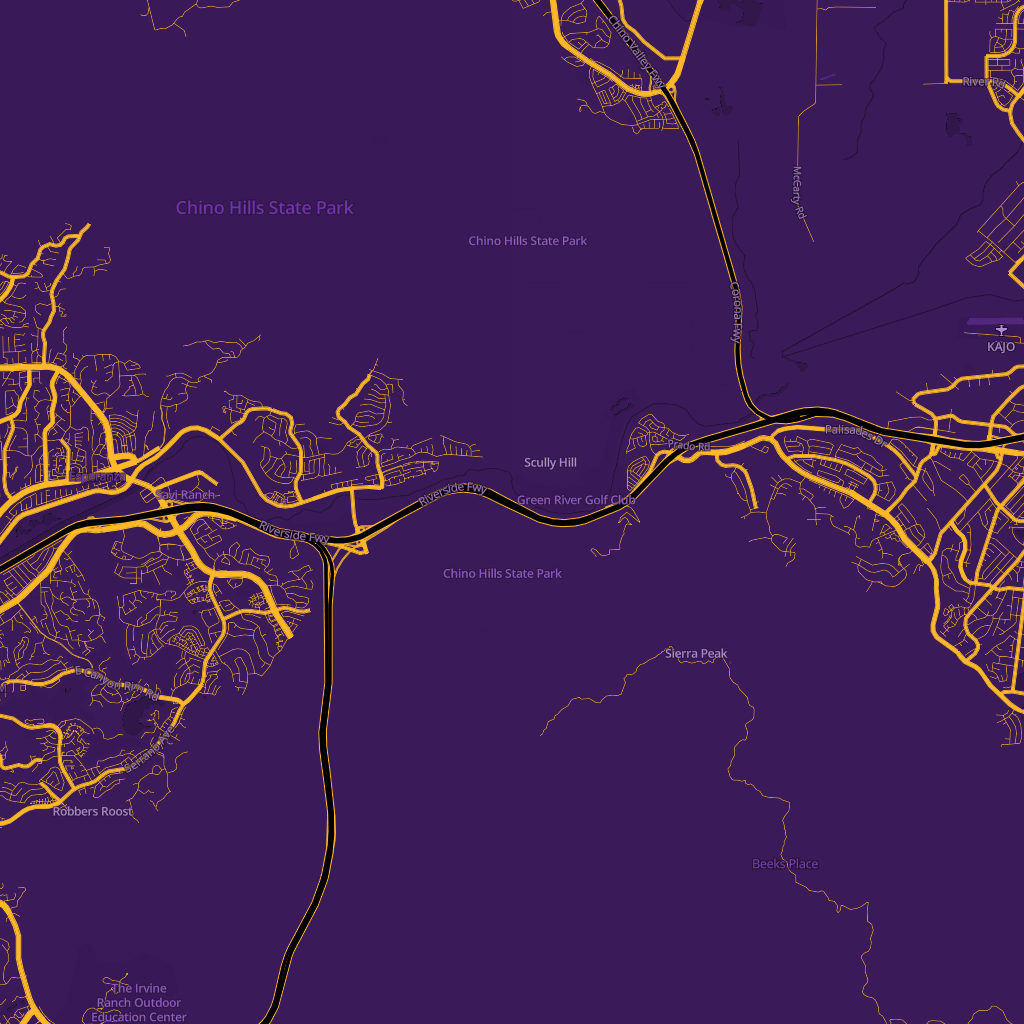 Chino Valley Fwy
River Rd
McCarty Rd
Chino Hills State Park
Chino Hills State Park
Corona Fwy
KAJO
Palisades Dr
Prado Rd
Scully Hill
Savi Ranch
Riverside Fwy
Green River Golf Club
Riverside Fwy
Chino Hills State Park
Sierra Peak
E Canyon Rim Rd
Serrano Ave
Robbers Roost
Beeks Place
The Irvine
Ranch Outdoor
Education Center